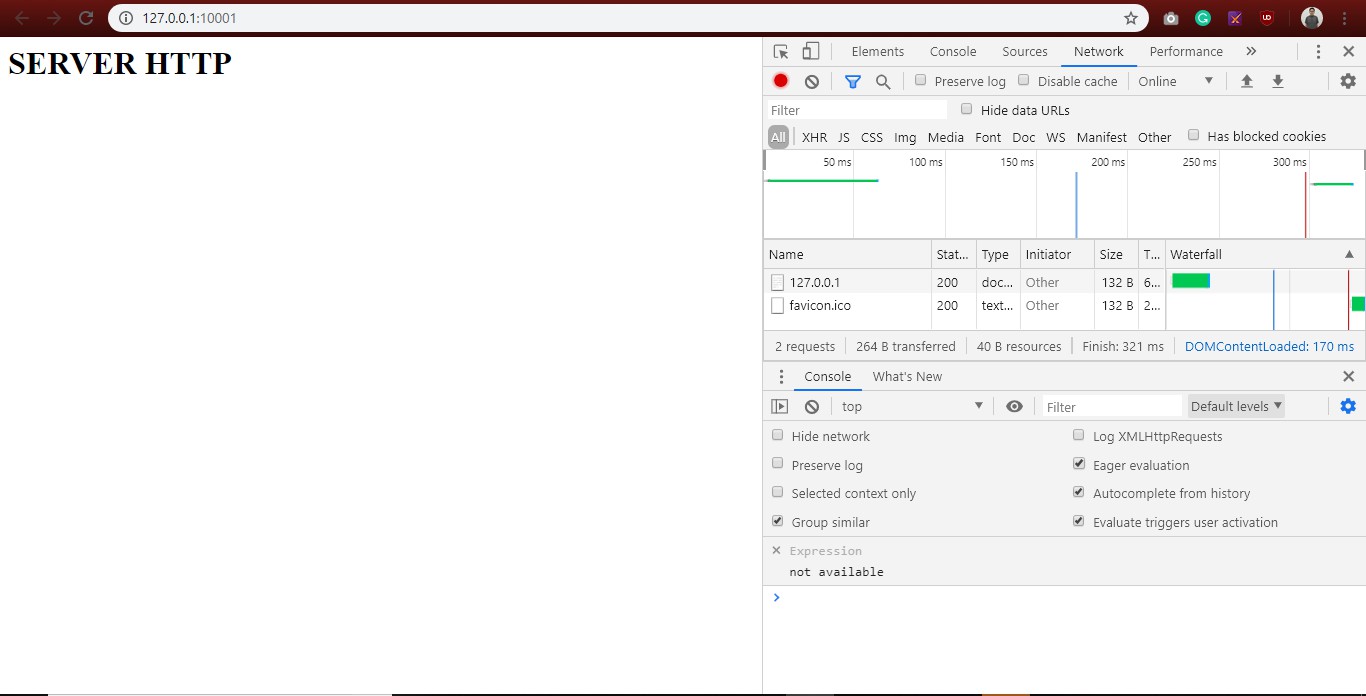 127.0.0.1:10001
SERVER HTTP
Elements Console Sources Network Performance »
Preserve log Disable cache Online
Filter Hide data URLs
All XHR JS CSS Img Media Font Doc WS Manifest Other Has blocked cookies
50 ms 100 ms 150 ms 200 ms 250 ms 300 ms
Name Stat... Type Initiator Size T... Waterfall
127.0.0.1 200 doc... Other 132 B 6...
favicon.ico 200 text... Other 132 B 2...
2 requests 264 B transferred 40 B resources Finish: 321 ms DOMContentLoaded: 170 ms
Console What's New
top Filter Default levels
Hide network Log XMLHttpRequests
Preserve log Eager evaluation
Selected context only Autocomplete from history
Group similar Evaluate triggers user activation
Expression
not available